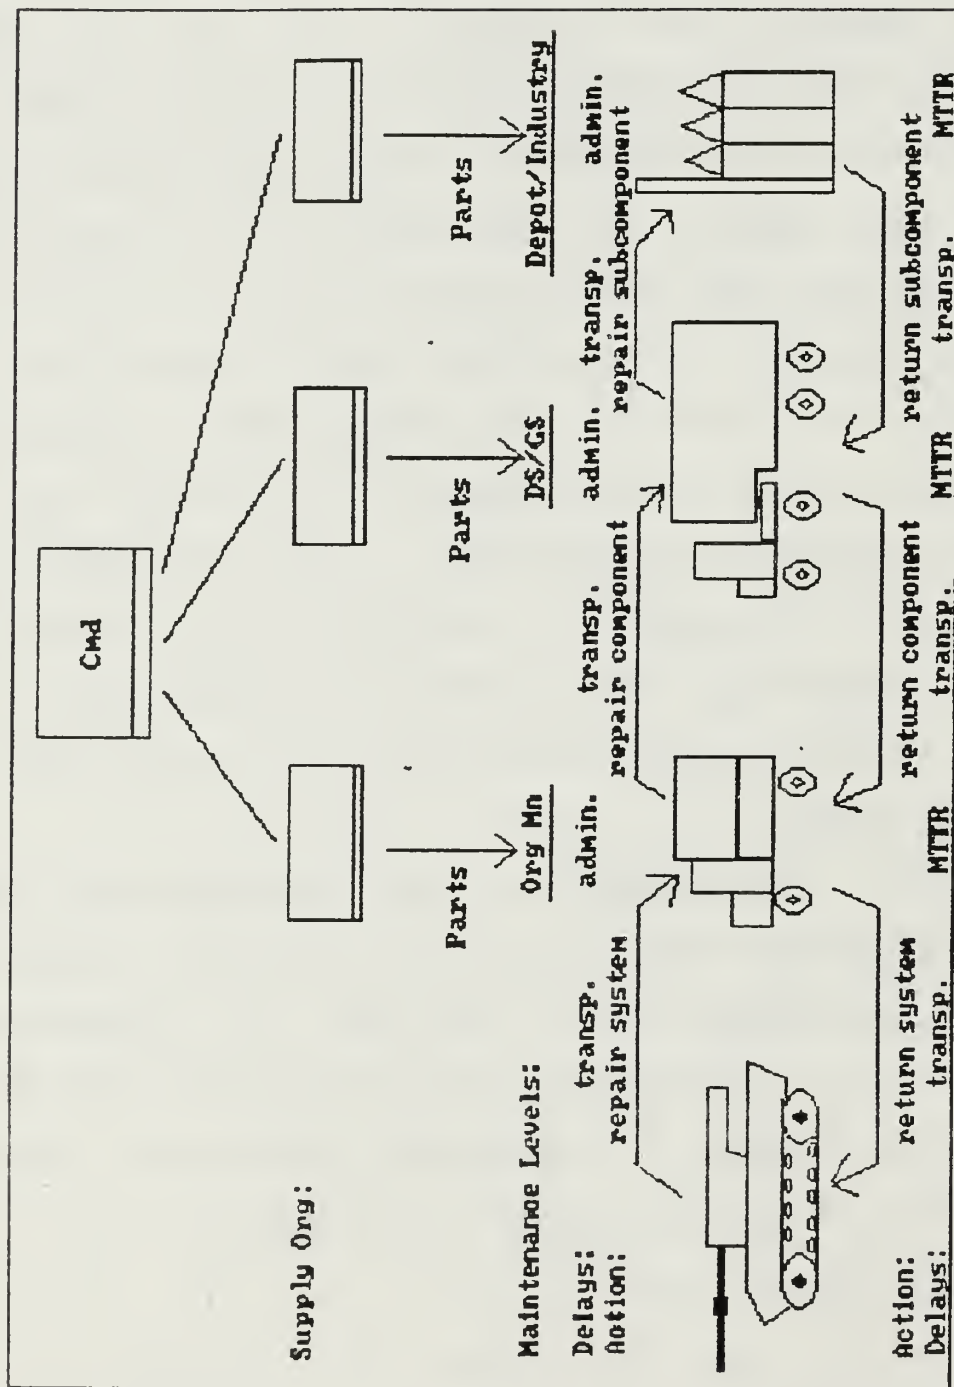 Cmd
Supply Org:
Parts Parts Parts
Maintenance Levels: Org Mn DS/GS Depot/Industry
Delays: transp. admin. transp. admin. transp. admin.
Action: repair system repair component repair subcomponent
Action: return system return component return subcomponent
Delays: transp. MTTR transp. MTTR transp. MTTR